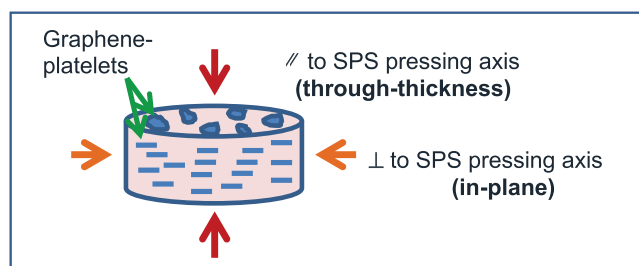 Graphene-
platelets
⫽ to SPS pressing axis
(through-thickness)
⊥ to SPS pressing axis
(in-plane)